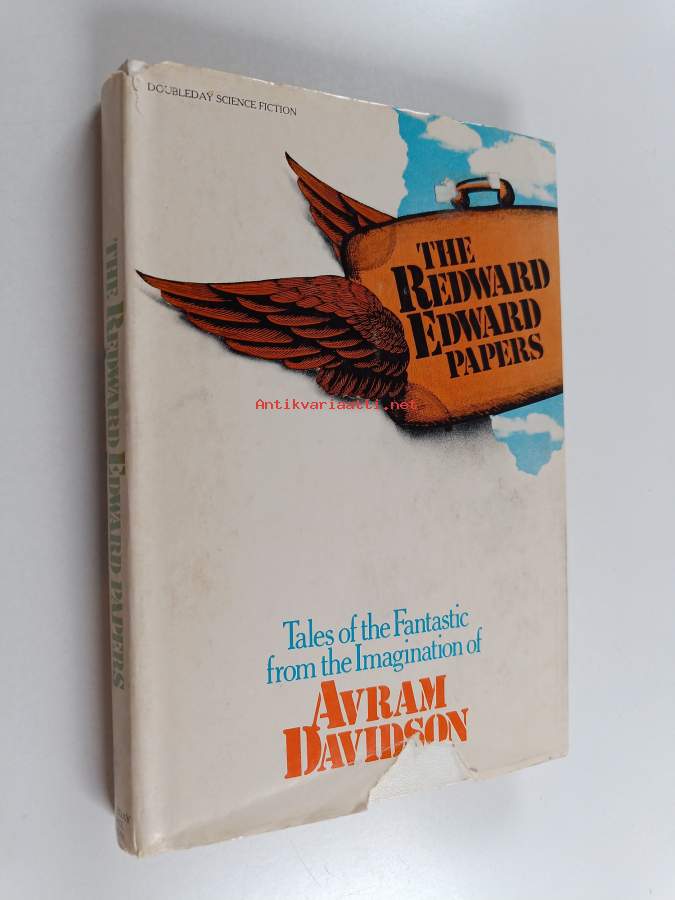 DOUBLEDAY SCIENCE FICTION
THE
REDWARD
EDWARD
PAPERS
Antikvariaatti.net
Tales of the Fantastic
from the Imagination of
AVRAM
DAVIDSON
THE REDWARD EDWARD PAPERS